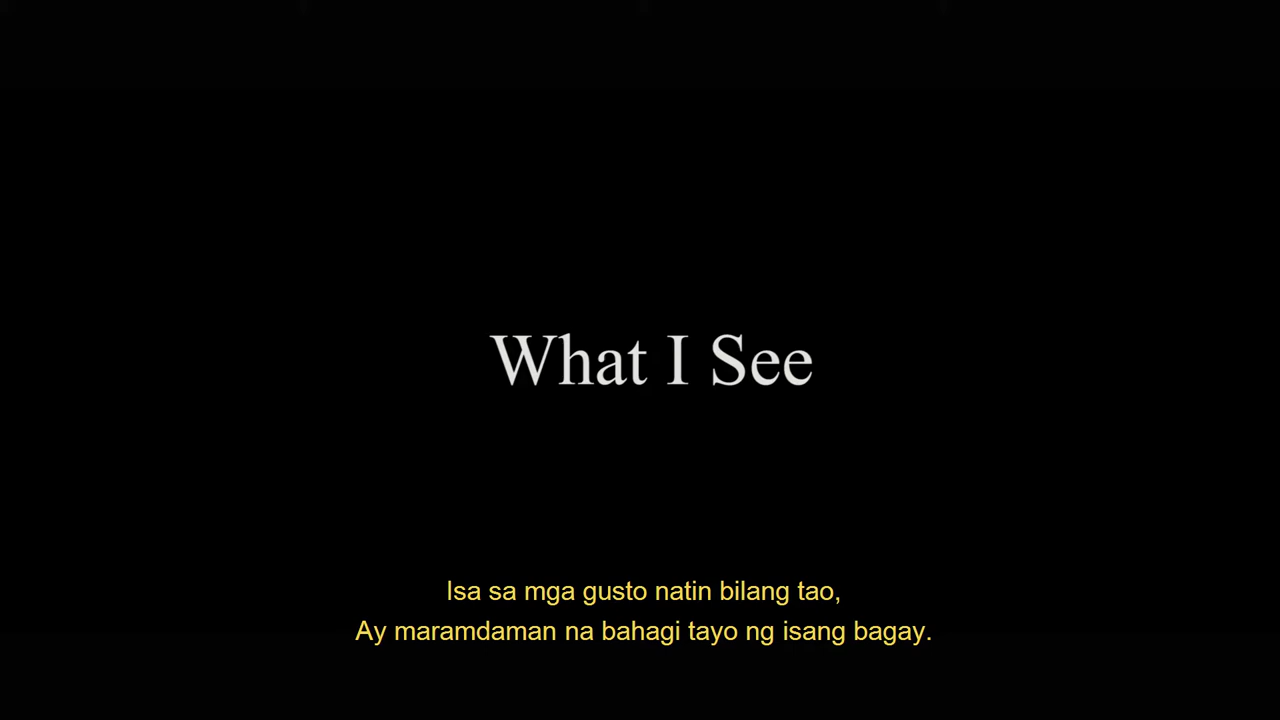 What I See
Isa sa mga gusto natin bilang tao,
Ay maramdaman na bahagi tayo ng isang bagay.